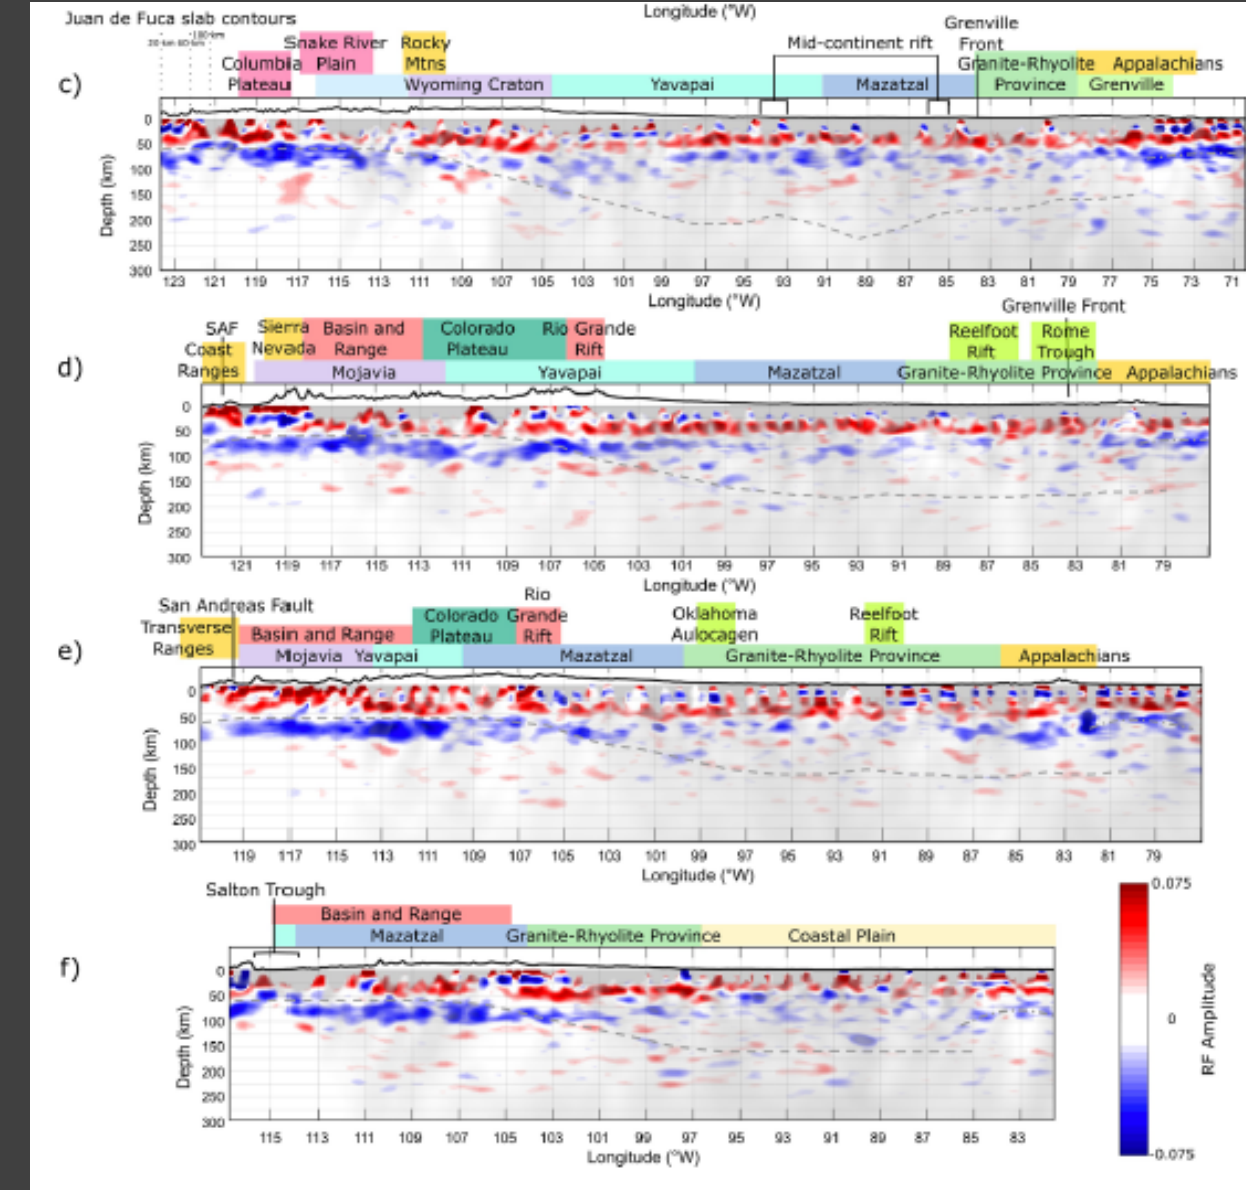 Longitude (°W)
Juan de Fuca slab contours
Grenville
Front
Snake River
Plain
Rocky
Mtns
Mid-continent rift
Columbia
Plateau
Granite-Rhyolite
Province
Appalachians
c)
Wyoming Craton
Yavapai
Mazatzal
Grenville
0
50
100
150
200
250
300
Depth (km)
123 121 119 117 115 113 111 109 107 105 103 101 99 97 95 93 91 89 87 85 83 81 79 77 75 73 71
Longitude (°W)
Grenville Front
SAF
Coast
Ranges
Sierra
Nevada
Basin and
Range
Colorado
Plateau
Rio Grande
Rift
Reelfoot
Rift
Rome
Trough
d)
Mojavia
Yavapai
Mazatzal
Granite-Rhyolite Province
Appalachians
0
50
100
150
200
250
300
Depth (km)
121 119 117 115 113 111 109 107 105 103 101 99 97 95 93 91 89 87 85 83 81 79
Longitude (°W)
San Andreas Fault
Transverse
Ranges
Basin and Range
Colorado
Plateau
Rio
Grande
Rift
Oklahoma
Aulocagen
Reelfoot
Rift
e)
Mojavia
Yavapai
Mazatzal
Granite-Rhyolite Province
Appalachians
0
50
100
150
200
250
300
Depth (km)
119 117 115 113 111 109 107 105 103 101 99 97 95 93 91 89 87 85 83 81 79
Longitude (°W)
Salton Trough
Basin and Range
f)
Mazatzal
Granite-Rhyolite Province
Coastal Plain
0
50
100
150
200
250
300
Depth (km)
115 113 111 109 107 105 103 101 97 95 93 91 89 87 85 83
Longitude (°W)
0.075
0
-0.075
RF Amplitude